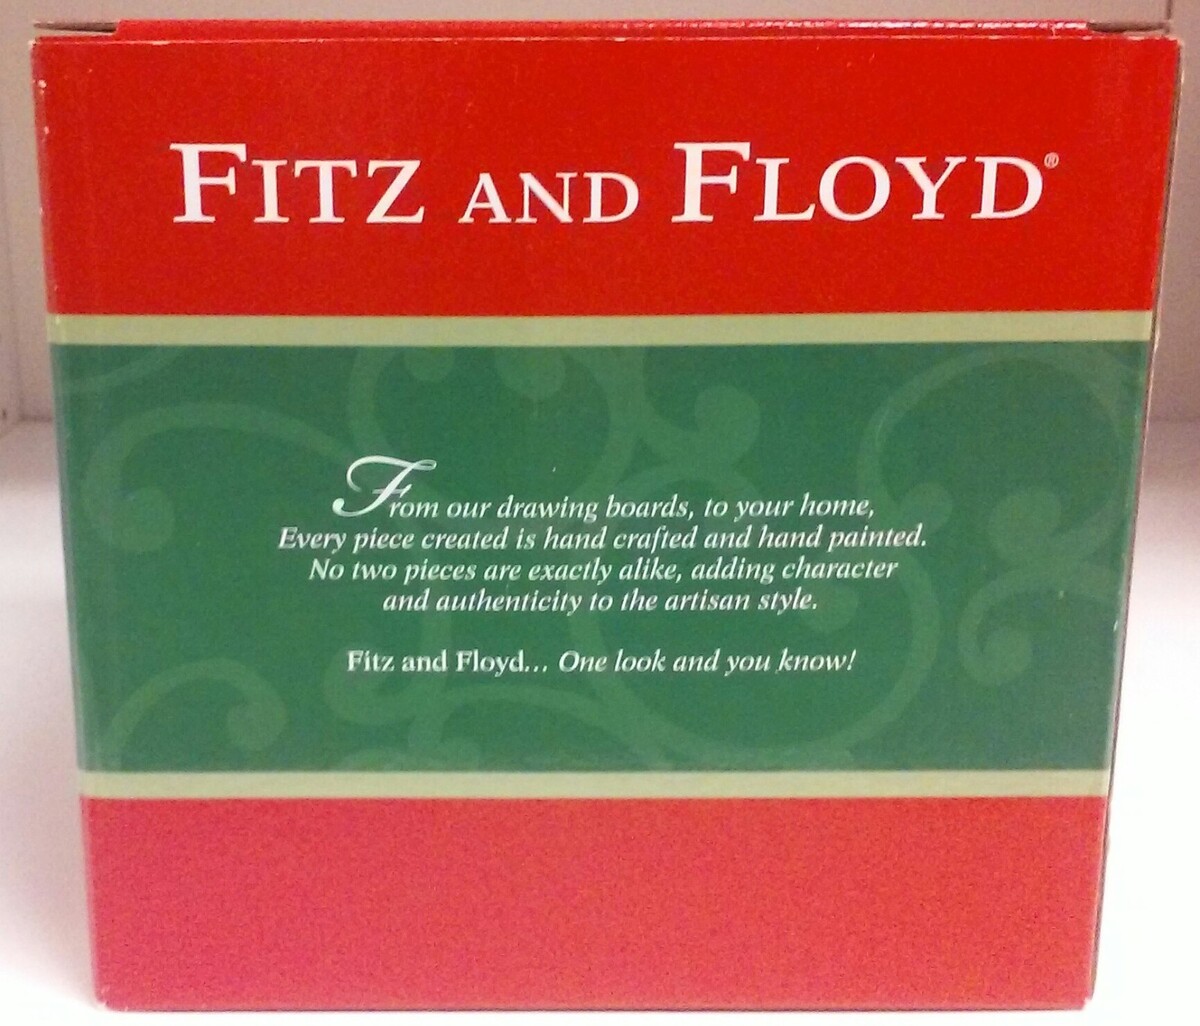 FITZ AND FLOYD®
From our drawing boards, to your home,
Every piece created is hand crafted and hand painted.
No two pieces are exactly alike, adding character
and authenticity to the artisan style.
Fitz and Floyd... One look and you know!